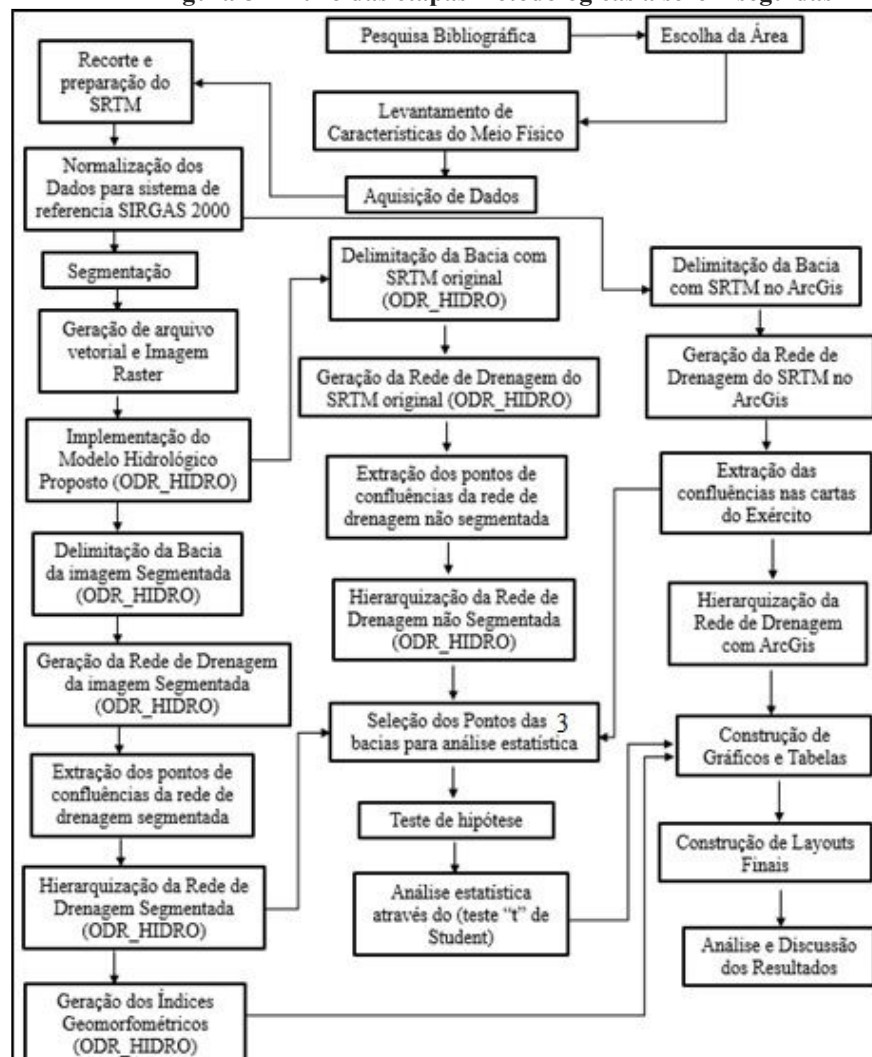 Pesquisa Bibliográfica
Escolha da Área
Recorte e
preparação do
SRTM
Levantamento de
Características do Meio Físico
Normalização dos
Dados para sistema de
referencia SIRGAS 2000
Aquisição de Dados
Segmentação
Geração de arquivo
vetorial e Imagem
Raster
Implementação do
Modelo Hidrológico
Proposto (ODR_HIDRO)
Delimitação da Bacia
da imagem Segmentada
(ODR_HIDRO)
Geração da Rede de Drenagem
da imagem Segmentada
(ODR_HIDRO)
Extração dos pontos de
confluências da rede de
drenagem segmentada
Hierarquização da Rede de
Drenagem Segmentada
(ODR_HIDRO)
Geração dos Índices
Geomorfométricos
(ODR_HIDRO)
Delimitação da Bacia com
SRTM original
(ODR_HIDRO)
Geração da Rede de Drenagem do
SRTM original (ODR_HIDRO)
Extração dos pontos de
confluências da rede de
drenagem não segmentada
Hierarquização da Rede de
Drenagem não Segmentada
(ODR_HIDRO)
Seleção dos Pontos das 3
bacias para análise estatística
Teste de hipótese
Análise estatística
através do (teste “t” de
Student)
Delimitação da Bacia
com SRTM no ArcGis
Geração da Rede de
Drenagem do SRTM no
ArcGis
Extração das
confluências nas cartas
do Exército
Hierarquização da
Rede de Drenagem
com ArcGis
Construção de
Gráficos e Tabelas
Construção de Layouts
Finais
Análise e Discussão
dos Resultados